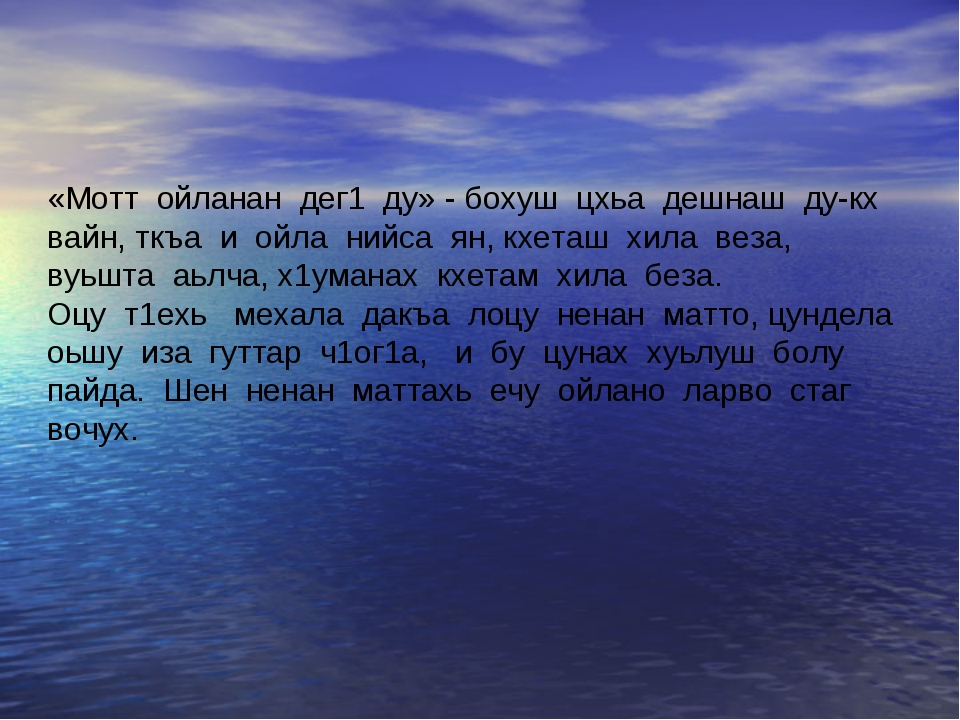 «Мотт ойланан дег1 ду» - бохуш цхьа дешнаш ду-кх
вайн, ткъа и ойла нийса ян, кхеташ хила веза,
вуьшта аьлча, х1уманах кхетам хила беза.
Оцу т1ехь мехала дакъа лоцу ненан матто, цундела
оьшу иза гуттар ч1ог1а, и бу цунах хуьлуш болу
пайда. Шен ненан маттахь ечу ойлано ларво стаг
вочух.